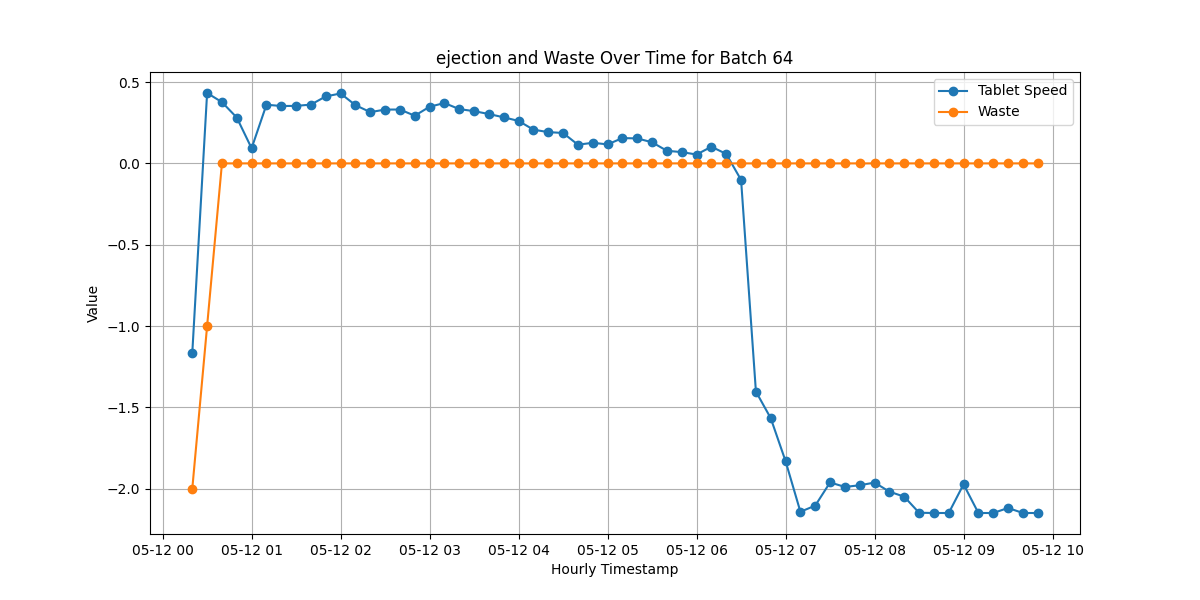 ejection and Waste Over Time for Batch 64
Tablet Speed
Waste
0.5
0.0
−0.5
−1.0
−1.5
−2.0
Value
05-12 00 05-12 01 05-12 02 05-12 03 05-12 04 05-12 05 05-12 06 05-12 07 05-12 08 05-12 09 05-12 10
Hourly Timestamp